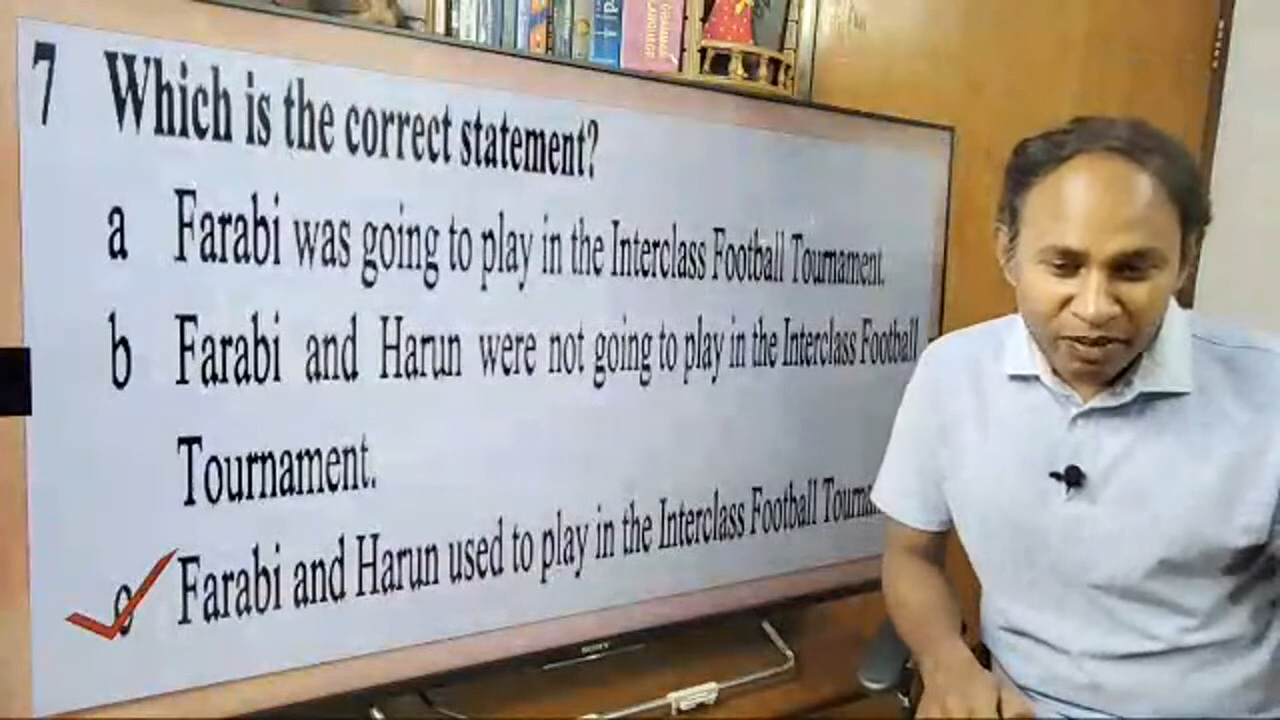 7 Which is the correct statement?
a Farabi was going to play in the Interclass Football Tournament.
b Farabi and Harun were not going to play in the Interclass Football
Tournament.
c Farabi and Harun used to play in the Interclass Football
SONY